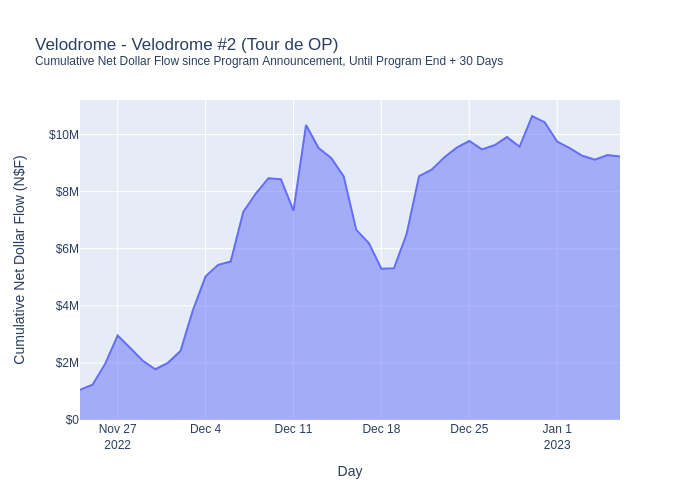 Velodrome - Velodrome #2 (Tour de OP)
Cumulative Net Dollar Flow since Program Announcement, Until Program End + 30 Days
Cumulative Net Dollar Flow (N$F)
$10M
$8M
$6M
$4M
$2M
$0
Nov 27
2022
Dec 4
Dec 11
Dec 18
Dec 25
Jan 1
2023
Day